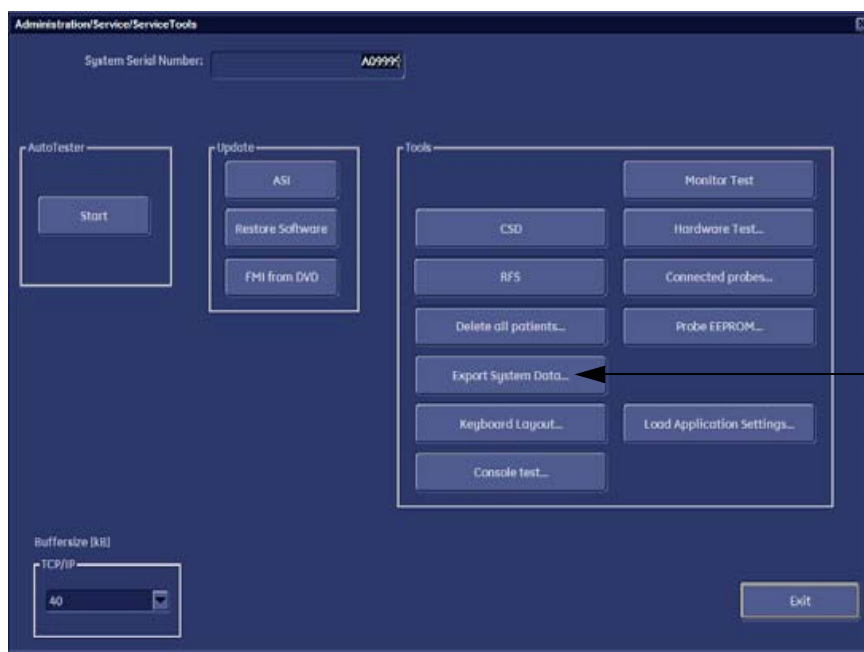 Administration/Service/ServiceTools
System Serial Number: A09999
AutoTester
Start
Update
ASI
Restore Software
FMI from DVD
Tools
Monitor Test
CSD
Hardware Test...
RFS
Connected probes...
Delete all patients...
Probe EEPROM...
Export System Data...
Keyboard Layout...
Load Application Settings...
Console test...
Buffersize [kB]
TCP/IP
40
Exit